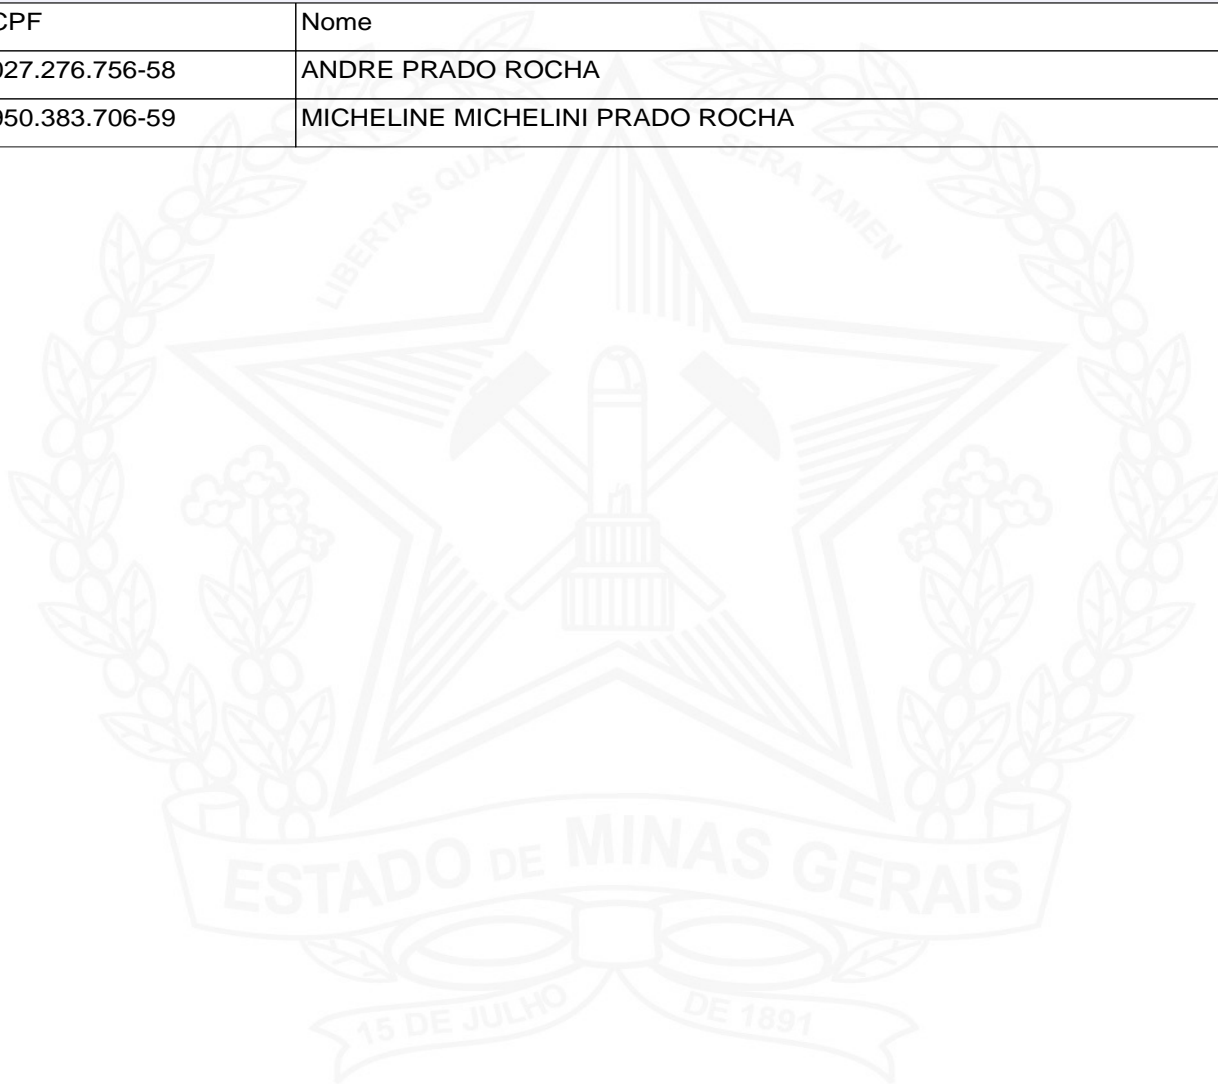 CPF Nome
027.276.756-58 ANDRE PRADO ROCHA
950.383.706-59 MICHELINE MICHELINI PRADO ROCHA
LIBERTAS QUAE SERA TAMEN
ESTADO DE MINAS GERAIS
15 DE JULHO DE 1891